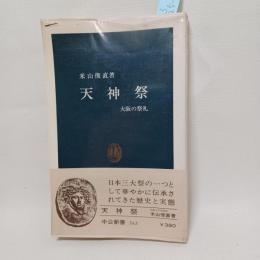 米山俊直著
天神祭
大阪の祭礼
日本三大祭の一つと
して華やかに伝承さ
れてきた歴史と実態
天神祭
米山俊直著
中公新書
¥380